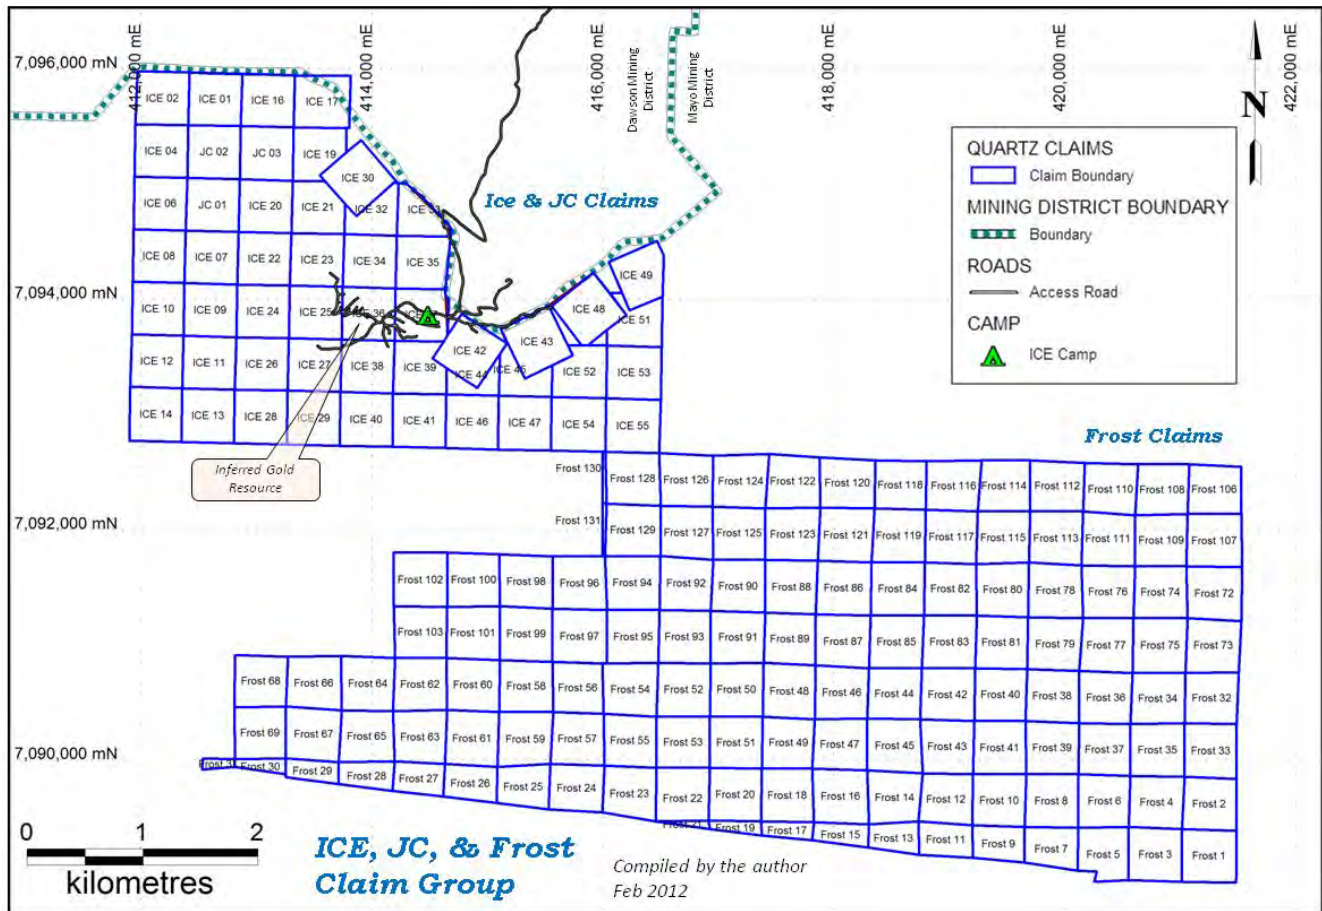 412,000 mE
414,000 mE
416,000 mE
418,000 mE
420,000 mE
422,000 mE
7,096,000 mN
7,094,000 mN
7,092,000 mN
7,090,000 mN
Dawson Mining
District
Mayo Mining
District
N
QUARTZ CLAIMS
Claim Boundary
MINING DISTRICT BOUNDARY
Boundary
ROADS
Access Road
CAMP
ICE Camp
Ice & JC Claims
ICE 02 ICE 01 ICE 16 ICE 17
ICE 04 JC 02 JC 03 ICE 19
ICE 30
ICE 06 JC 01 ICE 20 ICE 21 ICE 32 ICE 33
ICE 08 ICE 07 ICE 22 ICE 23 ICE 34 ICE 35
ICE 49
ICE 10 ICE 09 ICE 24 ICE 25 ICE 36 ICE 48 ICE 51
ICE 42 ICE 43
ICE 12 ICE 11 ICE 26 ICE 27 ICE 38 ICE 39 ICE 44 ICE 45 ICE 52 ICE 53
ICE 14 ICE 13 ICE 28 ICE 29 ICE 40 ICE 41 ICE 46 ICE 47 ICE 54 ICE 55
Inferred Gold
Resource
Frost Claims
Frost 130 Frost 128 Frost 126 Frost 124 Frost 122 Frost 120 Frost 118 Frost 116 Frost 114 Frost 112 Frost 110 Frost 108 Frost 106
Frost 131 Frost 129 Frost 127 Frost 125 Frost 123 Frost 121 Frost 119 Frost 117 Frost 115 Frost 113 Frost 111 Frost 109 Frost 107
Frost 102 Frost 100 Frost 98 Frost 96 Frost 94 Frost 92 Frost 90 Frost 88 Frost 86 Frost 84 Frost 82 Frost 80 Frost 78 Frost 76 Frost 74 Frost 72
Frost 103 Frost 101 Frost 99 Frost 97 Frost 95 Frost 93 Frost 91 Frost 89 Frost 87 Frost 85 Frost 83 Frost 81 Frost 79 Frost 77 Frost 75 Frost 73
Frost 68 Frost 66 Frost 64 Frost 62 Frost 60 Frost 58 Frost 56 Frost 54 Frost 52 Frost 50 Frost 48 Frost 46 Frost 44 Frost 42 Frost 40 Frost 38 Frost 36 Frost 34 Frost 32
Frost 69 Frost 67 Frost 65 Frost 63 Frost 61 Frost 59 Frost 57 Frost 55 Frost 53 Frost 51 Frost 49 Frost 47 Frost 45 Frost 43 Frost 41 Frost 39 Frost 37 Frost 35 Frost 33
Frost 30 Frost 29 Frost 28 Frost 27 Frost 26 Frost 25 Frost 24 Frost 23 Frost 22 Frost 20 Frost 18 Frost 16 Frost 14 Frost 12 Frost 10 Frost 8 Frost 6 Frost 4 Frost 2
Frost 21 Frost 19 Frost 17 Frost 15 Frost 13 Frost 11 Frost 9 Frost 7 Frost 5 Frost 3 Frost 1
0 1 2
kilometres
ICE, JC, & Frost
Claim Group
Compiled by the author
Feb 2012